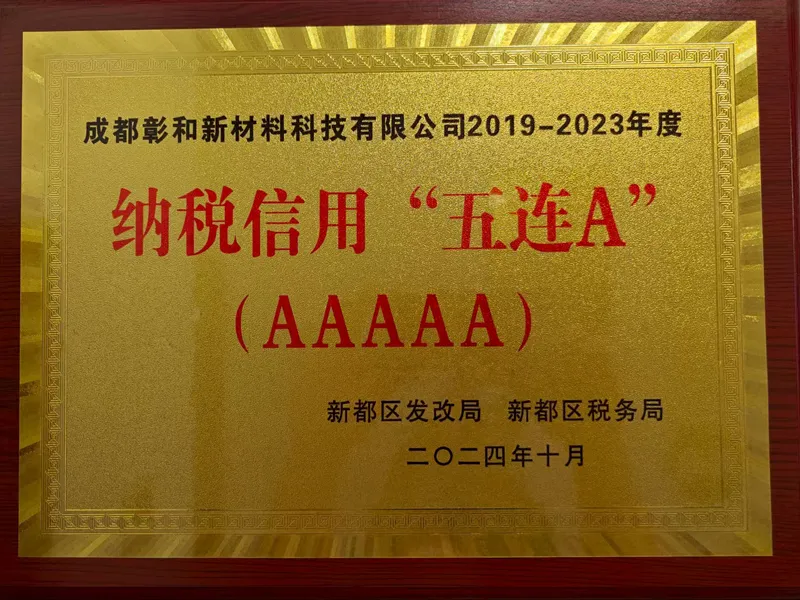 成都彰和新材料科技有限公司2019-2023年度
纳税信用“五连A”
(AAAAA)
新都区发改局 新都区税务局
二〇二四年十月